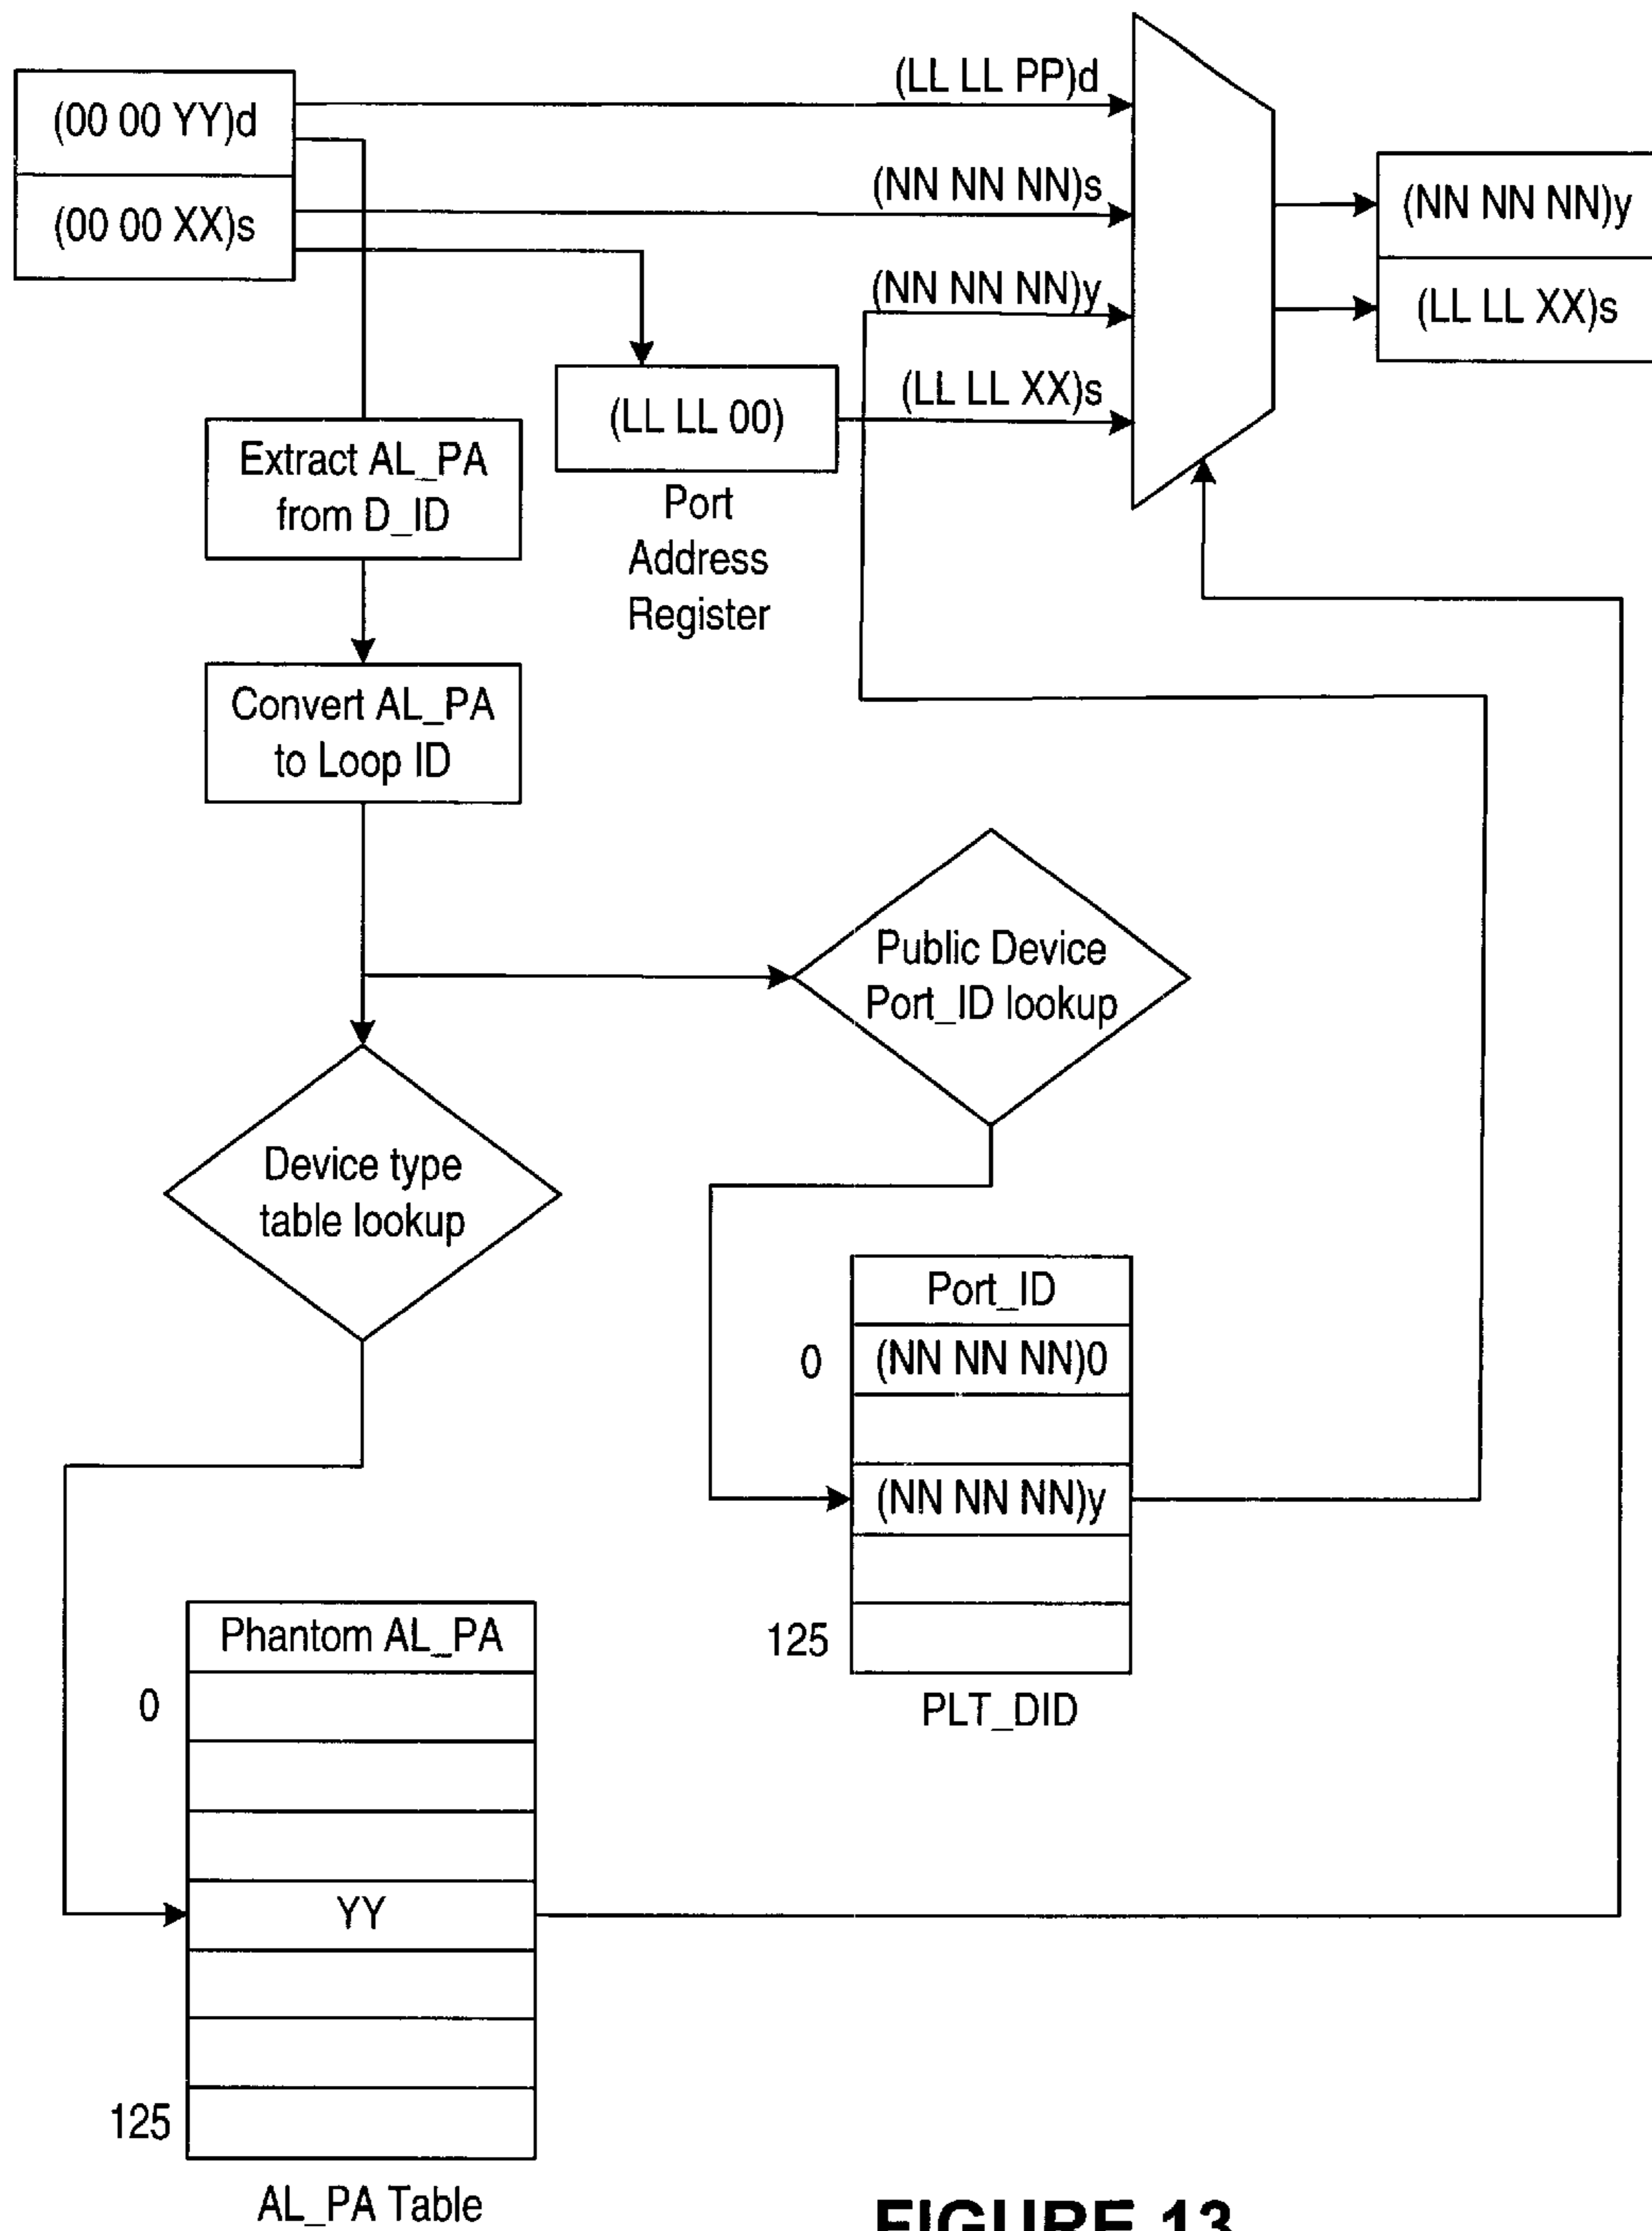 (00 00 YY)d
(00 00 XX)s
(LL LL PP)d
(NN NN NN)s
(NN NN NN)y
(LL LL XX)s
(NN NN NN)y
(LL LL XX)s
(LL LL 00)
Port
Address
Register
Extract AL_PA
from D_ID
Convert AL_PA
to Loop ID
Public Device
Port_ID lookup
Device type
table lookup
Port_ID
0
(NN NN NN)0
(NN NN NN)y
125
PLT_DID
Phantom AL_PA
0
YY
125
AL_PA Table
FIGURE 13